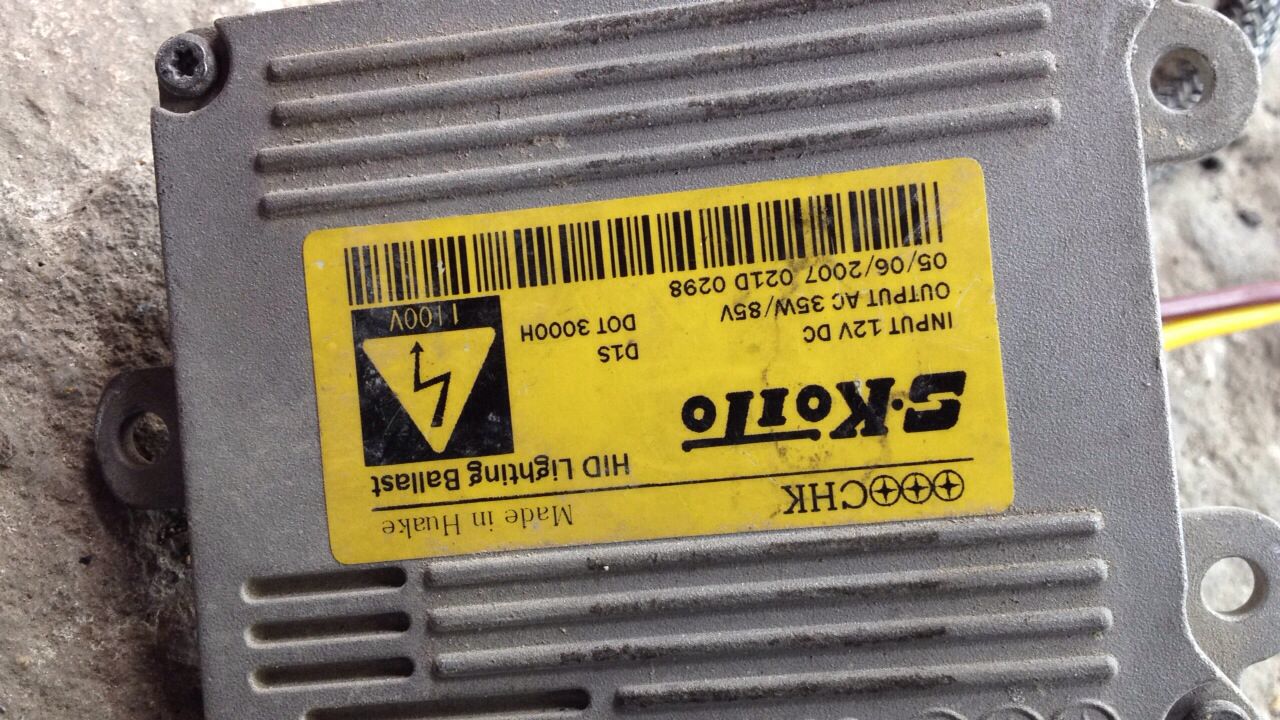 CHK
Made in Huake
S·Koito
HID Lighting Ballast
INPUT 12V DC
OUTPUT AC 35W/85V
05/06/2007 021D 0298
D1S
DOT 3000H
1100V